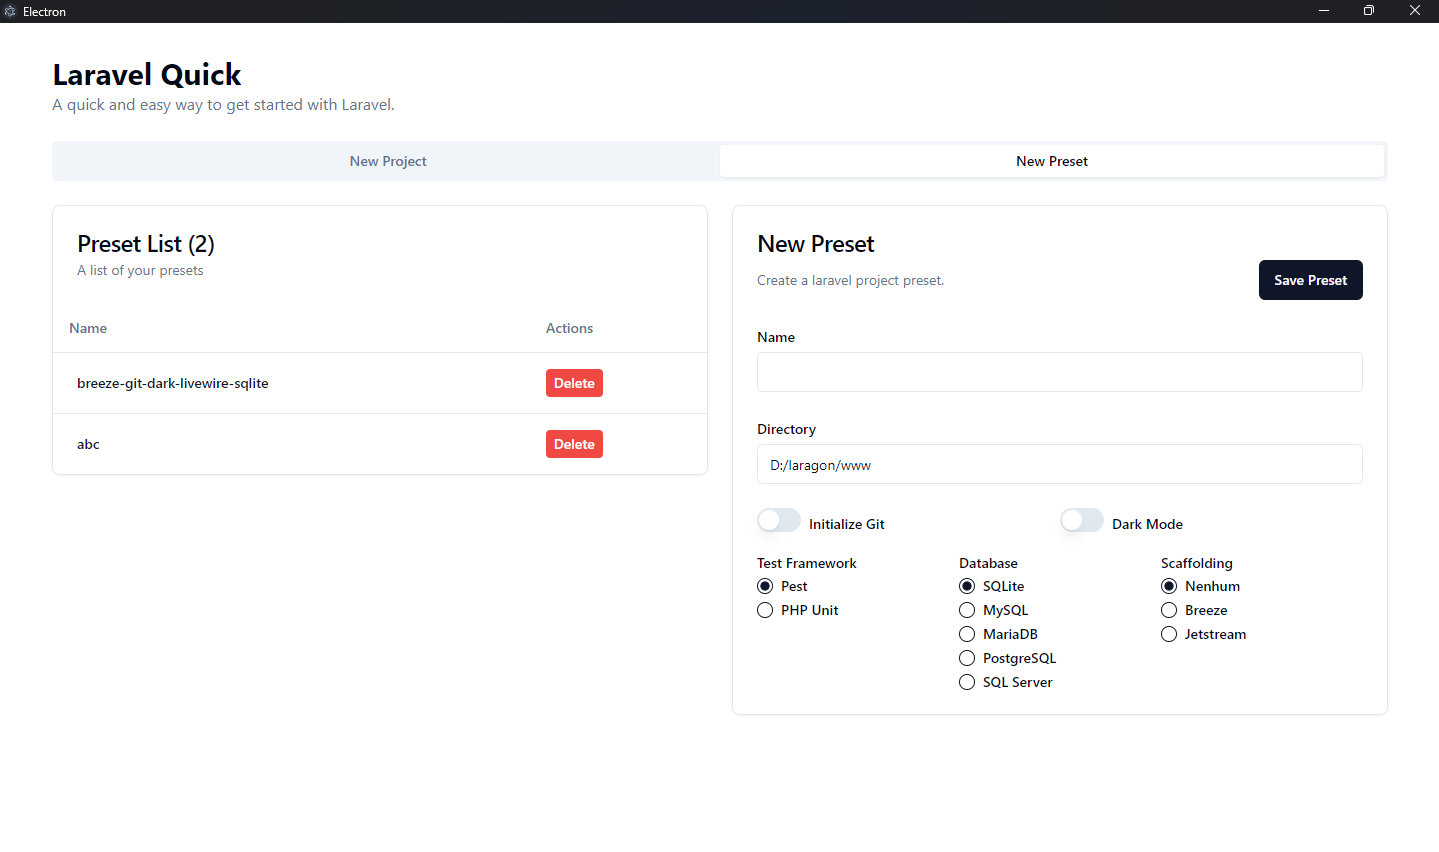 Electron
Laravel Quick
A quick and easy way to get started with Laravel.
New Project
New Preset
Preset List (2)
A list of your presets
Name
Actions
breeze-git-dark-livewire-sqlite
Delete
abc
Delete
New Preset
Create a laravel project preset.
Save Preset
Name
Directory
D:/laragon/www
Initialize Git
Dark Mode
Test Framework
Pest
PHP Unit
Database
SQLite
MySQL
MariaDB
PostgreSQL
SQL Server
Scaffolding
Nenhum
Breeze
Jetstream